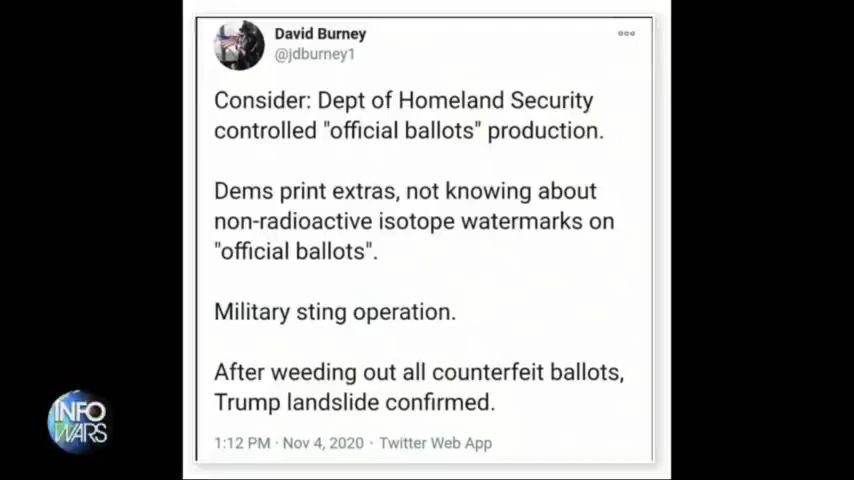 David Burney
@jdburney1
Consider: Dept of Homeland Security
controlled "official ballots" production.
Dems print extras, not knowing about
non-radioactive isotope watermarks on
"official ballots".
Military sting operation.
After weeding out all counterfeit ballots,
Trump landslide confirmed.
1:12 PM · Nov 4, 2020 · Twitter Web App
INFO
WARS